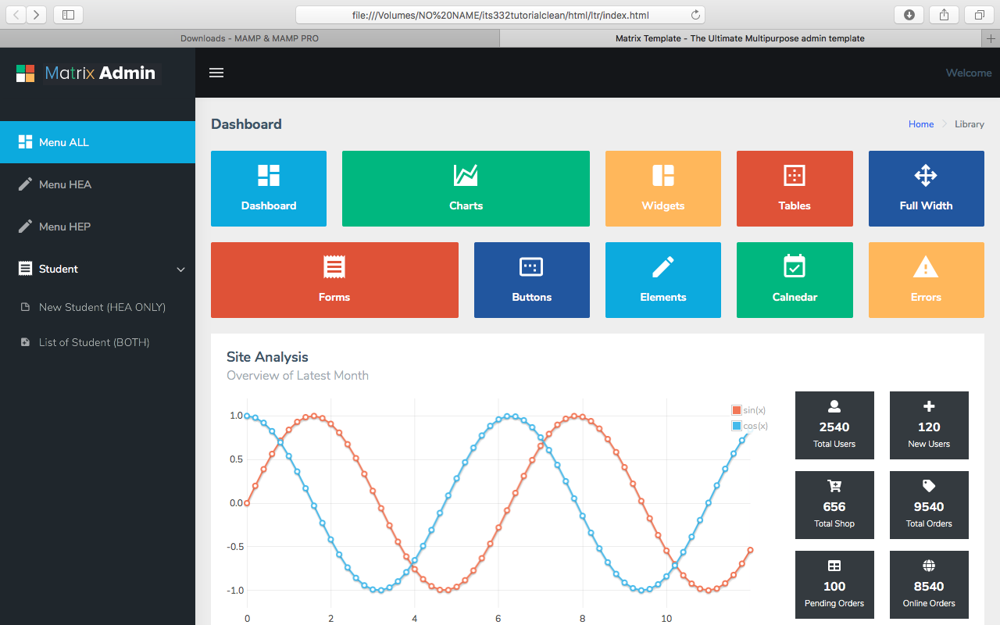 file:///Volumes/NO%20NAME/its332tutorialclean/html/ltr/index.html
Downloads - MAMP & MAMP PRO
Matrix Template - The Ultimate Multipurpose admin template
Matrix Admin
Welcome
Menu ALL
Menu HEA
Menu HEP
Student
New Student (HEA ONLY)
List of Student (BOTH)
Dashboard
Home
Library
Dashboard
Charts
Widgets
Tables
Full Width
Forms
Buttons
Elements
Calnedar
Errors
Site Analysis
Overview of Latest Month
sin(x)
cos(x)
1.0
0.5
0.0
-0.5
-1.0
0
2
4
6
8
10
2540
Total Users
120
New Users
656
Total Shop
9540
Total Orders
100
Pending Orders
8540
Online Orders